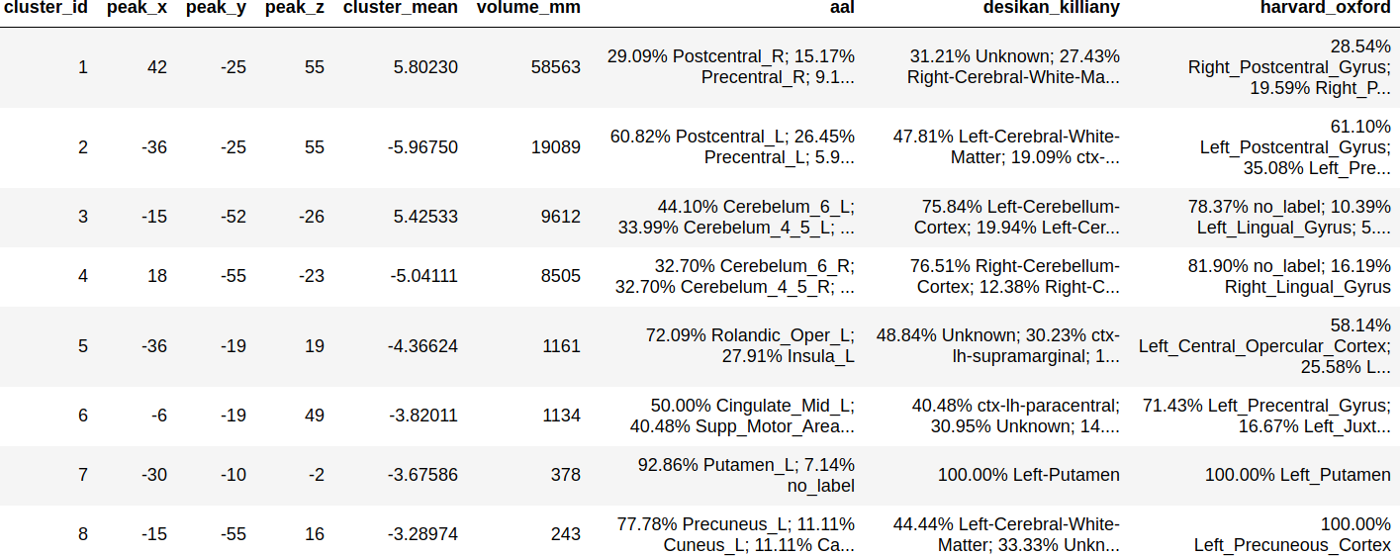 cluster_id peak_x peak_y peak_z cluster_mean volume_mm aal desikan_killiany harvard_oxford
1 42 -25 55 5.80230 58563 29.09% Postcentral_R; 15.17% Precentral_R; 9.1... 31.21% Unknown; 27.43% Right-Cerebral-White-Ma... 28.54% Right_Postcentral_Gyrus; 19.59% Right_P...
2 -36 -25 55 -5.96750 19089 60.82% Postcentral_L; 26.45% Precentral_L; 5.9... 47.81% Left-Cerebral-White-Matter; 19.09% ctx-... 61.10% Left_Postcentral_Gyrus; 35.08% Left_Pre...
3 -15 -52 -26 5.42533 9612 44.10% Cerebelum_6_L; 33.99% Cerebelum_4_5_L; ... 75.84% Left-Cerebellum-Cortex; 19.94% Left-Cer... 78.37% no_label; 10.39% Left_Lingual_Gyrus; 5....
4 18 -55 -23 -5.04111 8505 32.70% Cerebelum_6_R; 32.70% Cerebelum_4_5_R; ... 76.51% Right-Cerebellum-Cortex; 12.38% Right-C... 81.90% no_label; 16.19% Right_Lingual_Gyrus
5 -36 -19 19 -4.36624 1161 72.09% Rolandic_Oper_L; 27.91% Insula_L 48.84% Unknown; 30.23% ctx-lh-supramarginal; 1... 58.14% Left_Central_Opercular_Cortex; 25.58% L...
6 -6 -19 49 -3.82011 1134 50.00% Cingulate_Mid_L; 40.48% Supp_Motor_Area... 40.48% ctx-lh-paracentral; 30.95% Unknown; 14.... 71.43% Left_Precentral_Gyrus; 16.67% Left_Juxt...
7 -30 -10 -2 -3.67586 378 92.86% Putamen_L; 7.14% no_label 100.00% Left-Putamen 100.00% Left_Putamen
8 -15 -55 16 -3.28974 243 77.78% Precuneus_L; 11.11% Cuneus_L; 11.11% Ca... 44.44% Left-Cerebral-White-Matter; 33.33% Unkn... 100.00% Left_Precuneous_Cortex